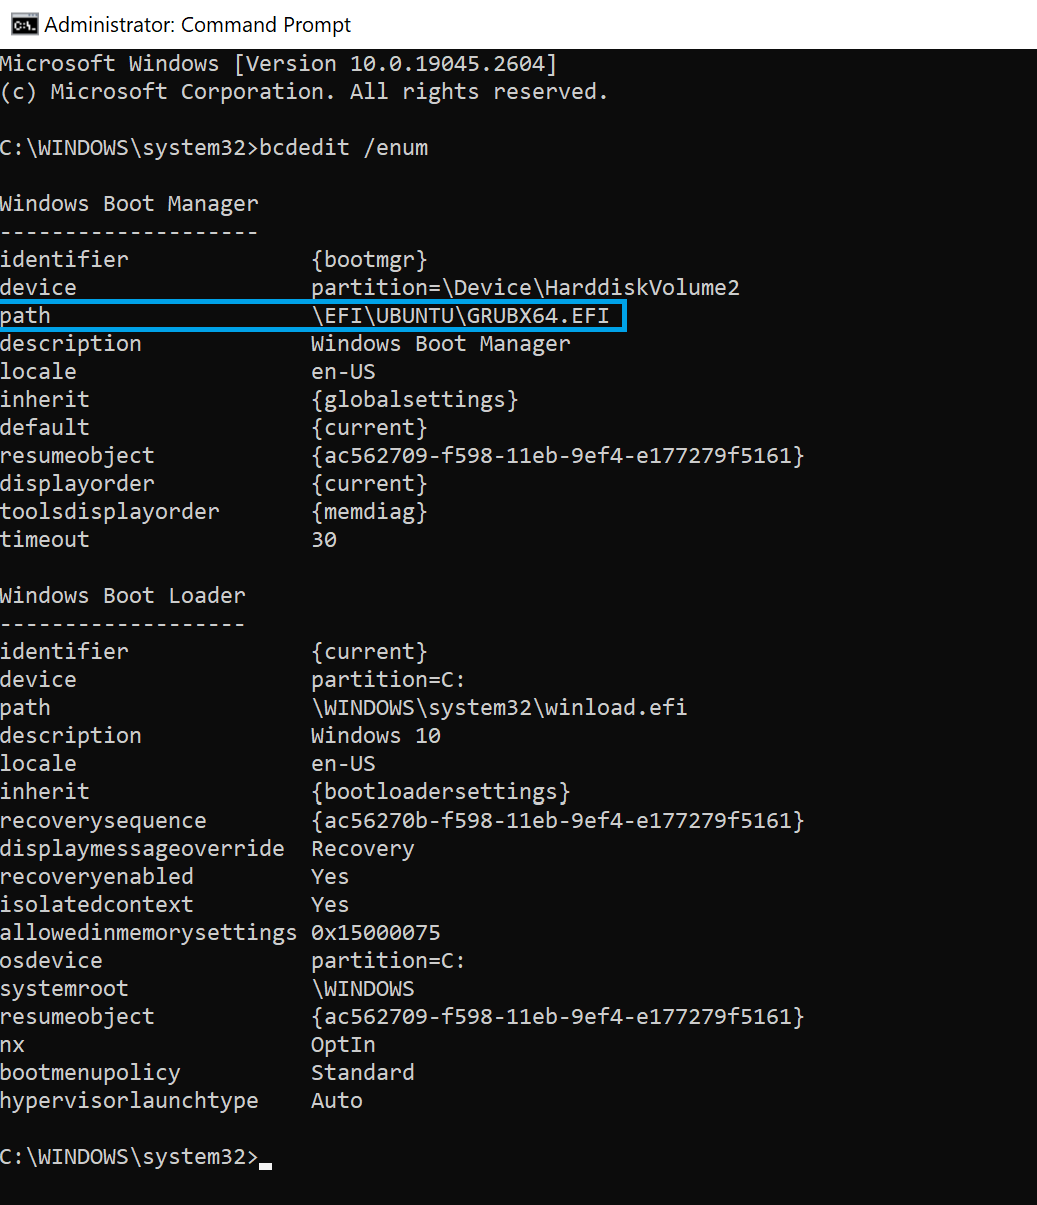 Administrator: Command Prompt
Microsoft Windows [Version 10.0.19045.2604]
(c) Microsoft Corporation. All rights reserved.
C:\WINDOWS\system32>bcdedit /enum
Windows Boot Manager
--------------------
identifier              {bootmgr}
device                  partition=\Device\HarddiskVolume2
path                    \EFI\UBUNTU\GRUBX64.EFI
description             Windows Boot Manager
locale                  en-US
inherit                 {globalsettings}
default                 {current}
resumeobject            {ac562709-f598-11eb-9ef4-e177279f5161}
displayorder            {current}
toolsdisplayorder       {memdiag}
timeout                 30
Windows Boot Loader
-------------------
identifier              {current}
device                  partition=C:
path                    \WINDOWS\system32\winload.efi
description             Windows 10
locale                  en-US
inherit                 {bootloadersettings}
recoverysequence        {ac56270b-f598-11eb-9ef4-e177279f5161}
displaymessageoverride  Recovery
recoveryenabled         Yes
isolatedcontext         Yes
allowedinmemorysettings 0x15000075
osdevice                partition=C:
systemroot              \WINDOWS
resumeobject            {ac562709-f598-11eb-9ef4-e177279f5161}
nx                      OptIn
bootmenupolicy          Standard
hypervisorlaunchtype    Auto
C:\WINDOWS\system32>